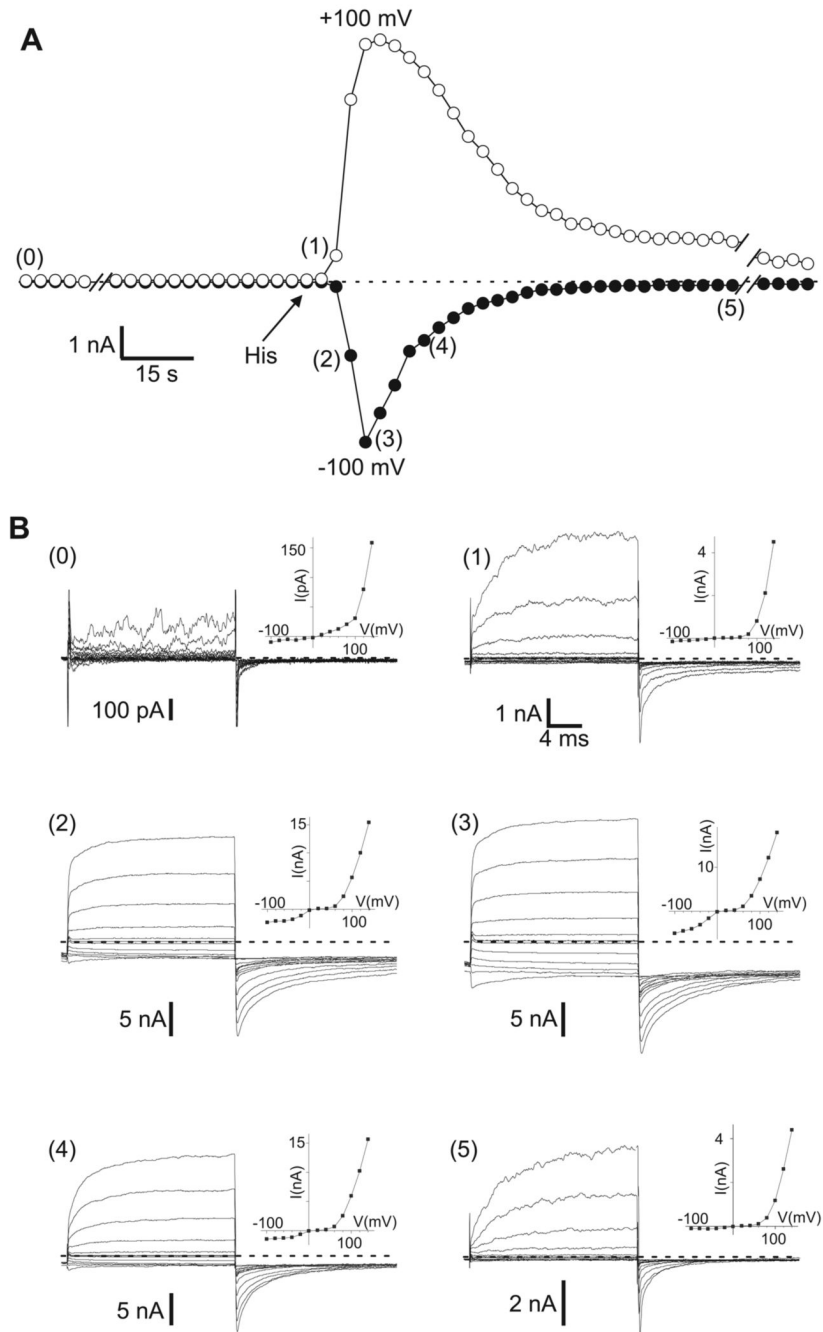 A
+100 mV
(0)
(1)
1 nA
15 s
His
(2)
(3)
(4)
(5)
-100 mV
B
(0)
150
I(pA)
-100
V(mV)
100
100 pA
(1)
4
I(nA)
-100
V(mV)
100
1 nA
4 ms
(2)
15
I(nA)
-100
V(mV)
100
5 nA
(3)
10
I(nA)
-100
V(mV)
100
5 nA
(4)
15
I(nA)
-100
V(mV)
100
5 nA
(5)
4
I(nA)
-100
V(mV)
100
2 nA